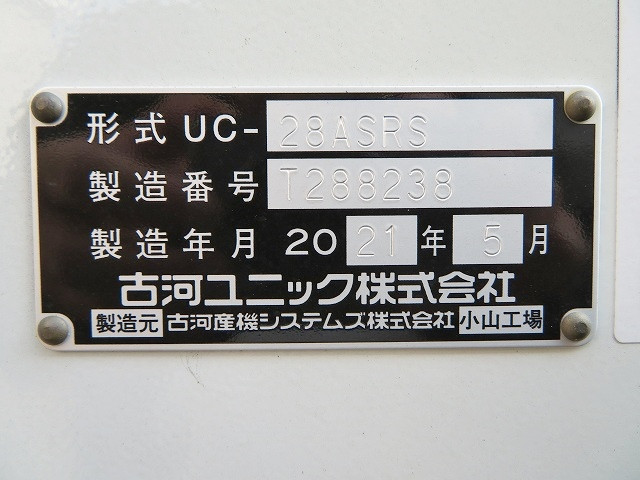 形式 UC- 28ASRS
製造番号 T288238
製造年月 2021年 5月
古河ユニック株式会社
製造元 古河産機システムズ株式会社 小山工場